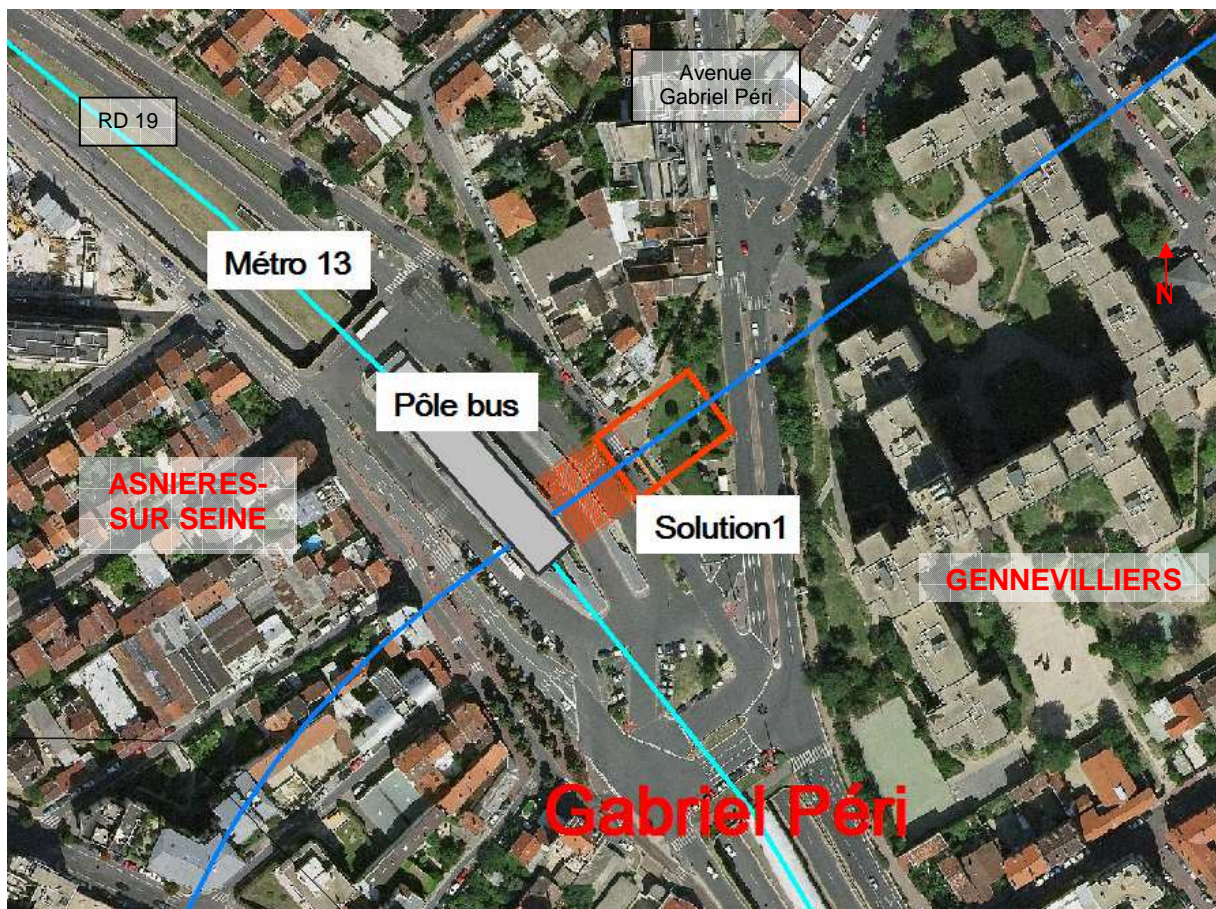 Avenue
Gabriel Péri
RD 19
Métro 13
N
Pôle bus
ASNIERES-
SUR SEINE
Solution1
GENNEVILLIERS
Gabriel Péri